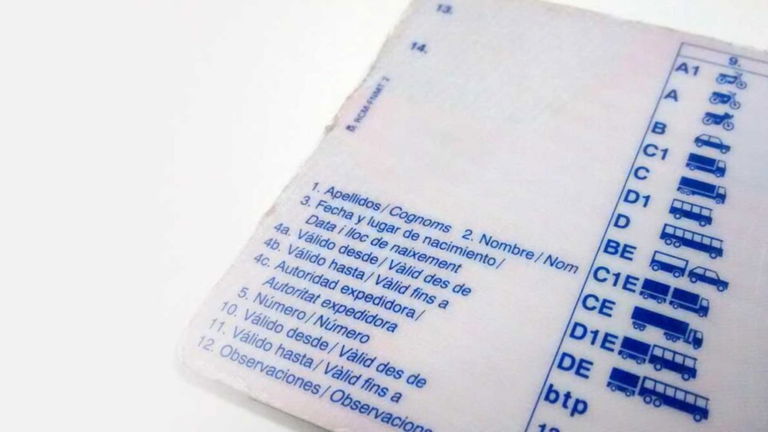 13.
14.
RCM-FNMT
1. Apellidos / Cognoms 2. Nombre / Nom
3. Fecha y lugar de nacimiento /
Data i lloc de naixement
4a. Válido desde / Vàlid des de
4b. Válido hasta / Vàlid fins a
4c. Autoridad expedidora /
Autoritat expedidora
5. Número / Número
10. Válido desde / Vàlid des de
11. Válido hasta / Vàlid fins a
12. Observaciones / Observacions
9.
A1
A
B
C1
C
D1
D
BE
C1E
CE
D1E
DE
btp
12.